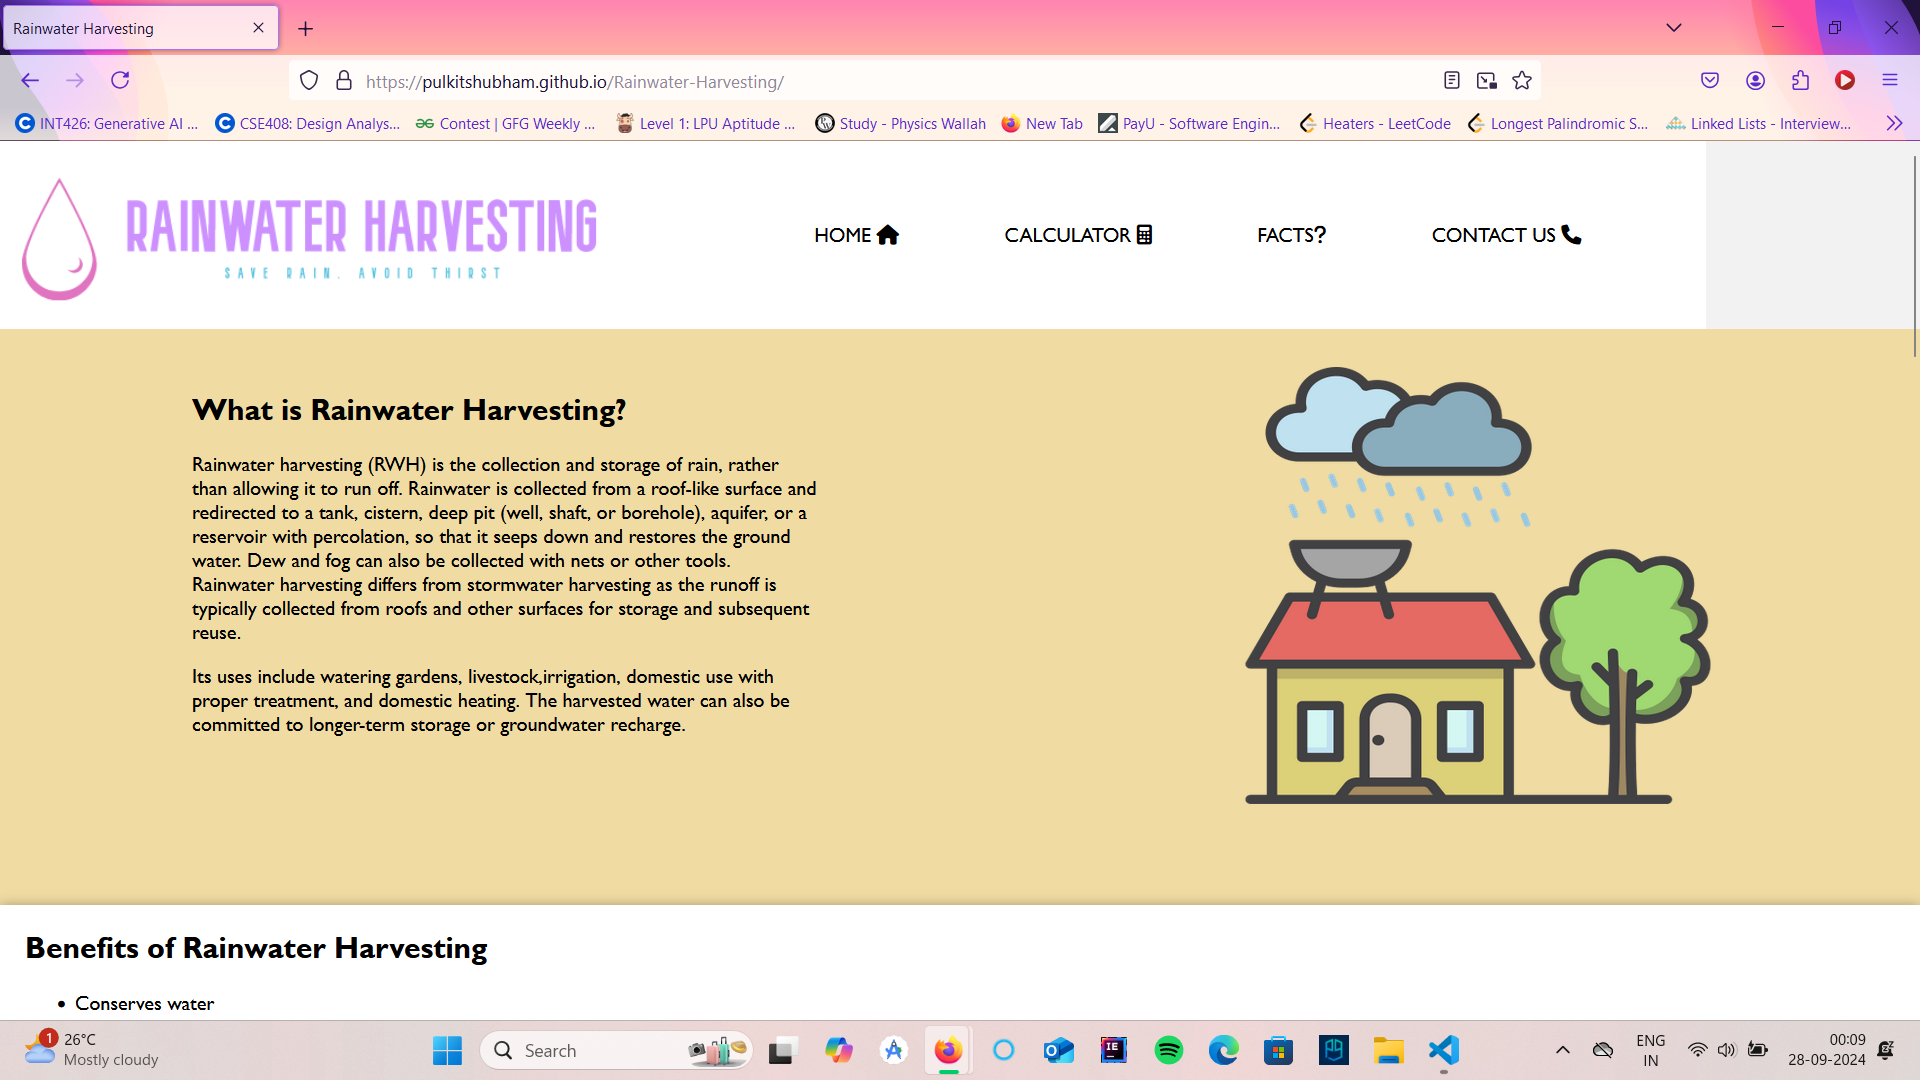 Rainwater Harvesting
https://pulkitshubham.github.io/Rainwater-Harvesting/
INT426: Generative AI ...
CSE408: Design Analys...
Contest | GFG Weekly ...
Level 1: LPU Aptitude ...
Study - Physics Wallah
New Tab
PayU - Software Engin...
Heaters - LeetCode
Longest Palindromic S...
Linked Lists - Interview...
RAINWATER HARVESTING
SAVE RAIN. AVOID THIRST
HOME
CALCULATOR
FACTS?
CONTACT US
What is Rainwater Harvesting?
Rainwater harvesting (RWH) is the collection and storage of rain, rather
than allowing it to run off. Rainwater is collected from a roof-like surface and
redirected to a tank, cistern, deep pit (well, shaft, or borehole), aquifer, or a
reservoir with percolation, so that it seeps down and restores the ground
water. Dew and fog can also be collected with nets or other tools.
Rainwater harvesting differs from stormwater harvesting as the runoff is
typically collected from roofs and other surfaces for storage and subsequent
reuse.
Its uses include watering gardens, livestock,irrigation, domestic use with
proper treatment, and domestic heating. The harvested water can also be
committed to longer-term storage or groundwater recharge.
Benefits of Rainwater Harvesting
• Conserves water
1
26°C
Mostly cloudy
Search
ENG
IN
00:09
28-09-2024